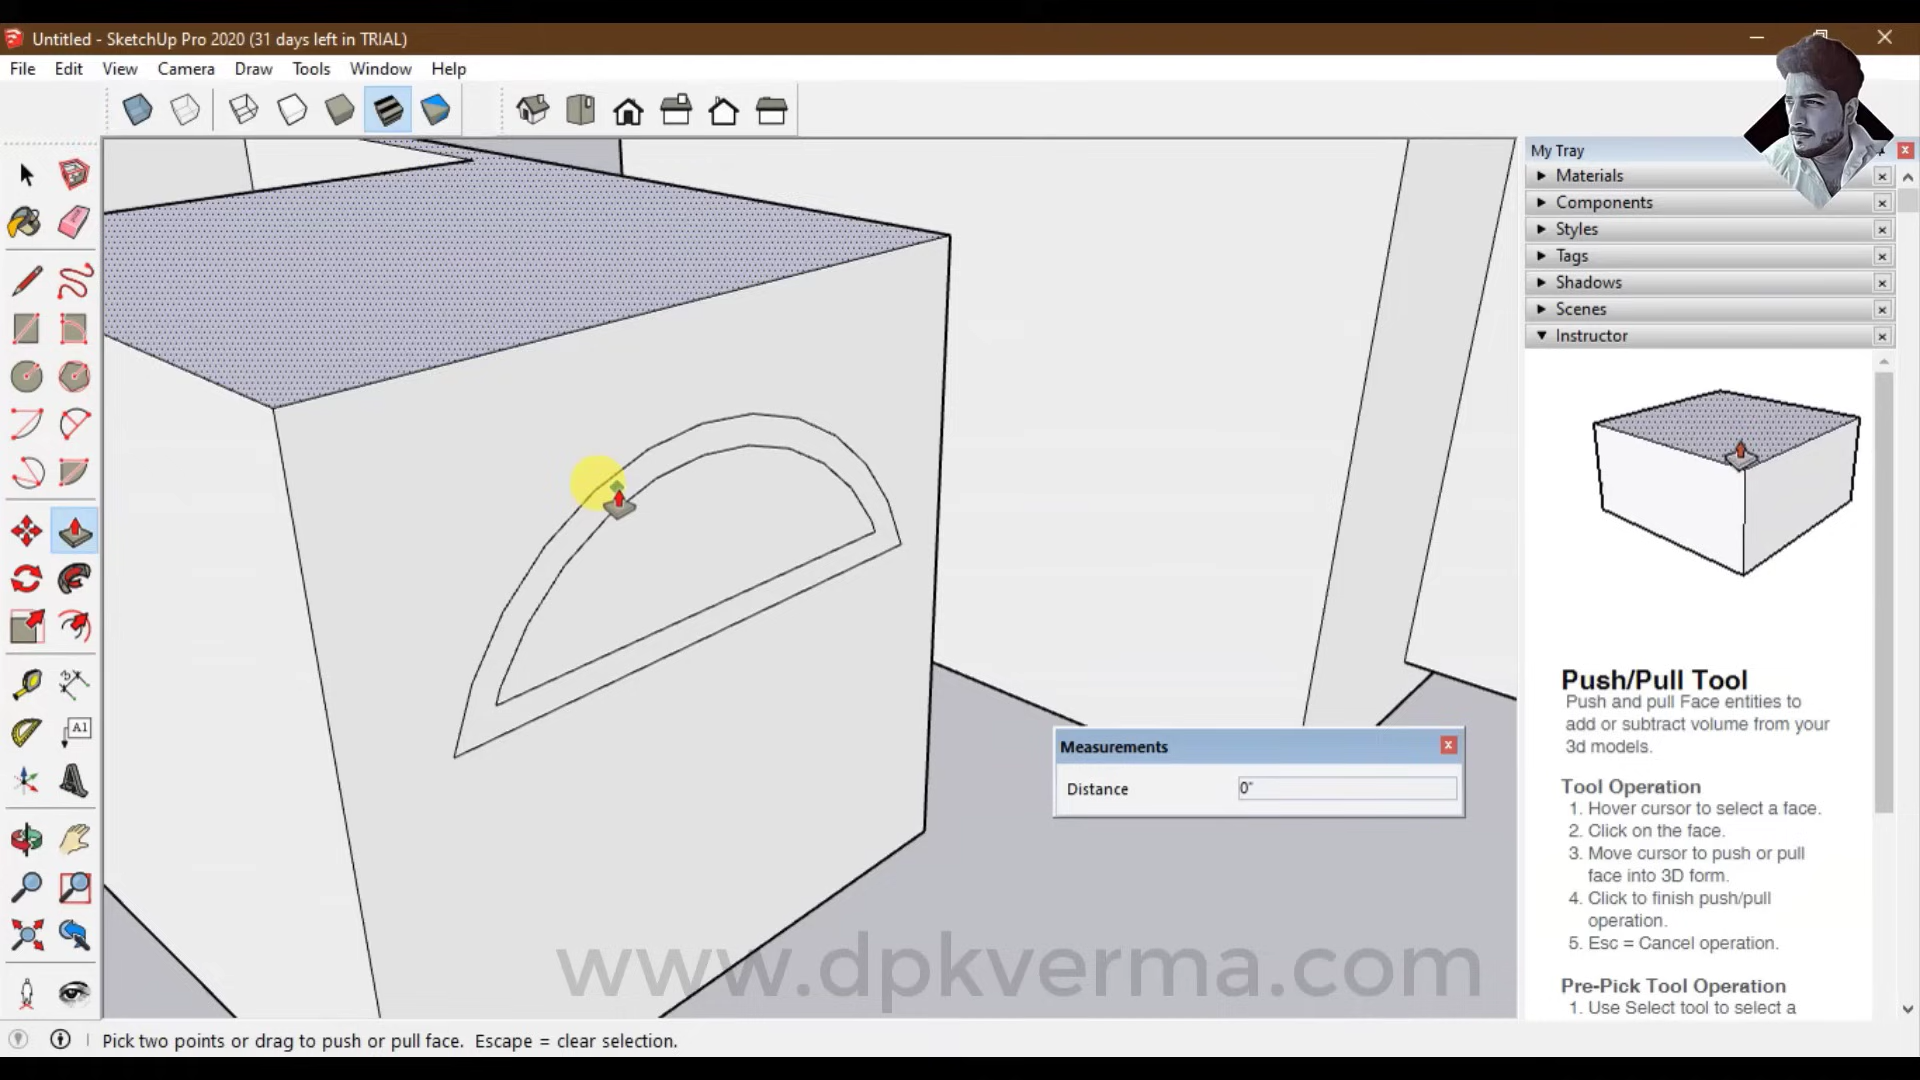 Untitled - SketchUp Pro 2020 (31 days left in TRIAL)
File Edit View Camera Draw Tools Window Help
My Tray
Materials
Components
Styles
Tags
Shadows
Scenes
Instructor
A1
Push/Pull Tool
Push and pull Face entities to
add or subtract volume from your
3d models.
Measurements
Distance 0"
Tool Operation
1. Hover cursor to select a face.
2. Click on the face.
3. Move cursor to push or pull
face into 3D form.
4. Click to finish push/pull
operation.
5. Esc = Cancel operation.
Pre-Pick Tool Operation
1. Use Select tool to select a
www.dpkverma.com
Pick two points or drag to push or pull face. Escape = clear selection.